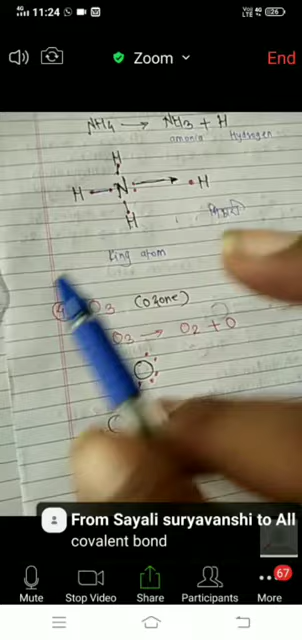 11:24
26
Zoom
End
NH4 → NH3 + H
amonia Hydrogen
H
H N → H
H
King atom
O3 (Ozone)
O3 → O2 + O
O
From Sayali suryavanshi to All
covalent bond
67
Mute Stop Video Share Participants More